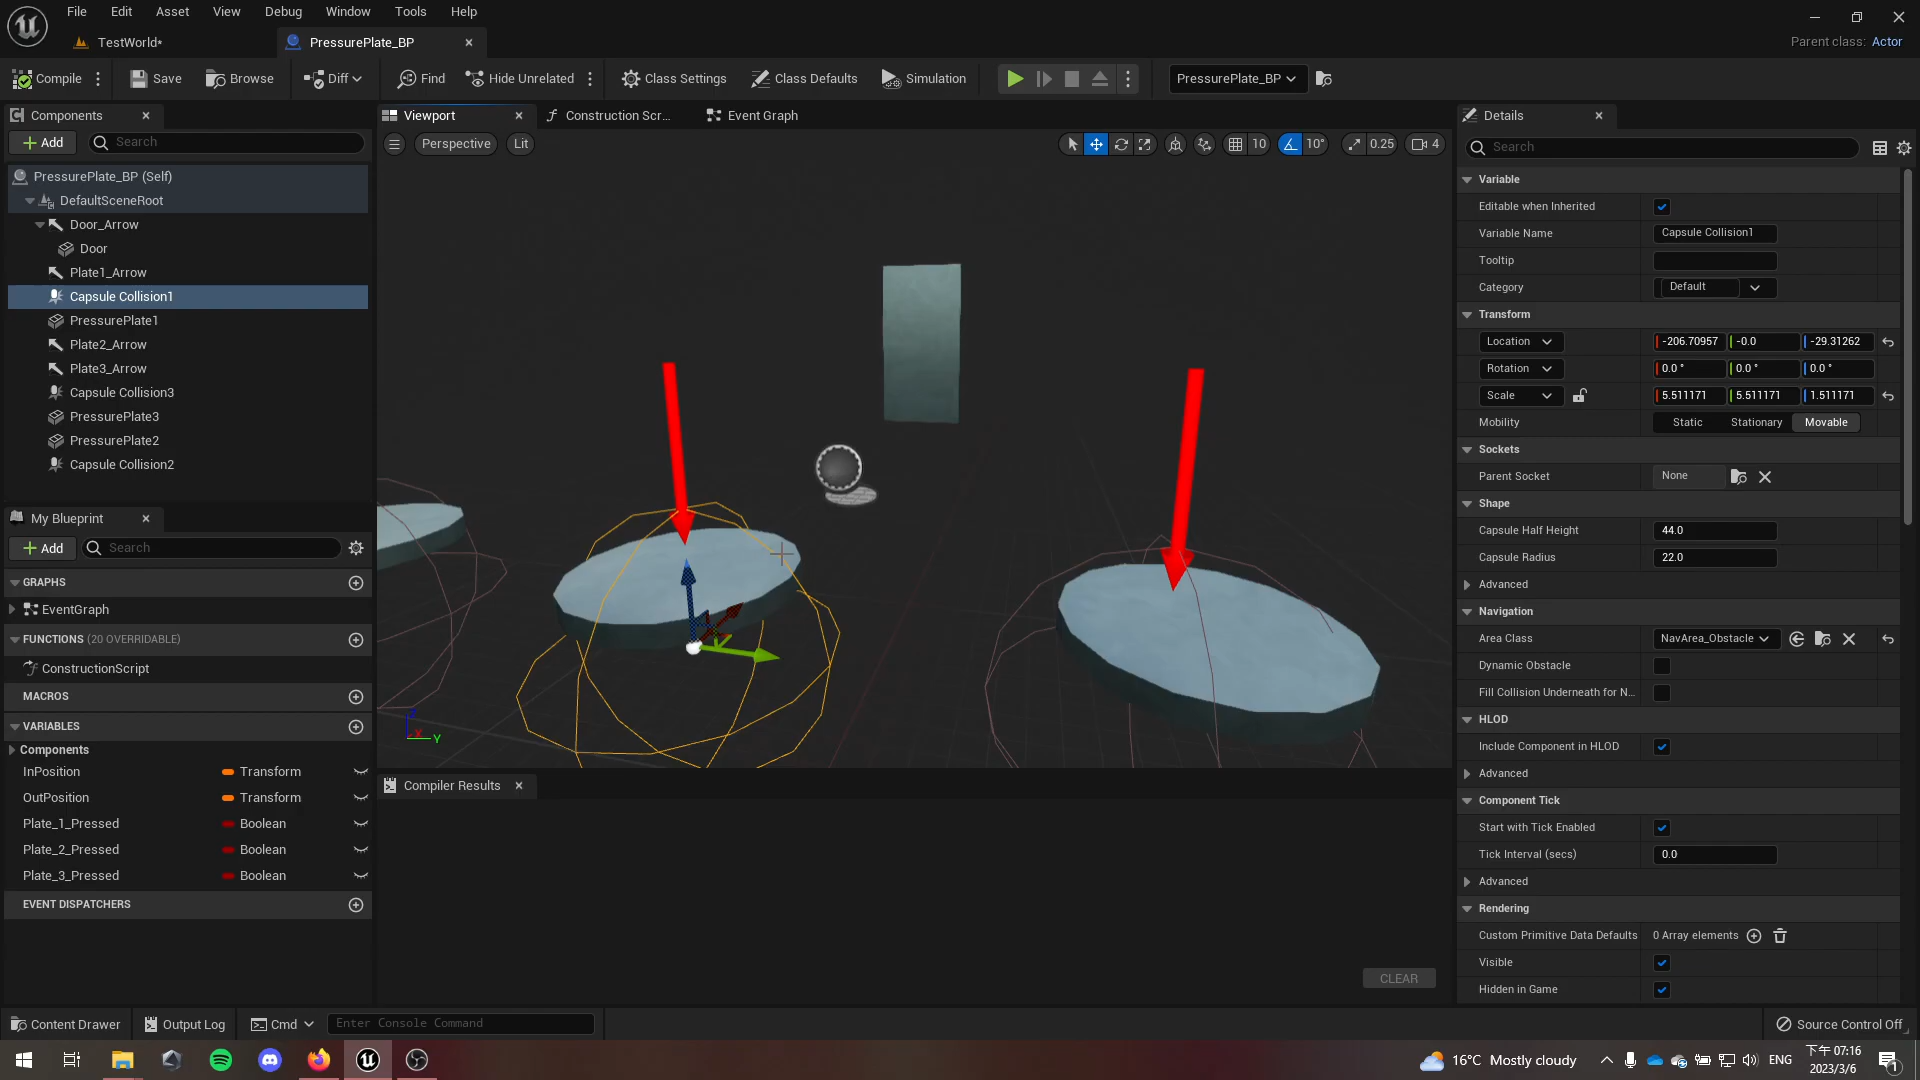 File Edit Asset View Debug Window Tools Help
TestWorld*
PressurePlate_BP
Parent class: Actor
Compile
Save
Browse
Diff
Find
Hide Unrelated
Class Settings
Class Defaults
Simulation
PressurePlate_BP
Components
Add
Search
PressurePlate_BP (Self)
DefaultSceneRoot
Door_Arrow
Door
Plate1_Arrow
Capsule Collision1
PressurePlate1
Plate2_Arrow
Plate3_Arrow
Capsule Collision3
PressurePlate3
PressurePlate2
Capsule Collision2
My Blueprint
Add
Search
GRAPHS
EventGraph
FUNCTIONS (20 OVERRIDABLE)
ConstructionScript
MACROS
VARIABLES
Components
InPosition Transform
OutPosition Transform
Plate_1_Pressed Boolean
Plate_2_Pressed Boolean
Plate_3_Pressed Boolean
EVENT DISPATCHERS
Viewport
Construction Scr...
Event Graph
Perspective
Lit
10
10°
0.25
4
Z
X
Y
Compiler Results
CLEAR
Details
Search
Variable
Editable when Inherited
Variable Name Capsule Collision1
Tooltip
Category Default
Transform
Location -206.70957 -0.0 -29.31262
Rotation 0.0 ° 0.0 ° 0.0 °
Scale 5.511171 5.511171 1.511171
Mobility Static Stationary Movable
Sockets
Parent Socket None
Shape
Capsule Half Height 44.0
Capsule Radius 22.0
Advanced
Navigation
Area Class NavArea_Obstacle
Dynamic Obstacle
Fill Collision Underneath for N...
HLOD
Include Component in HLOD
Advanced
Component Tick
Start with Tick Enabled
Tick Interval (secs) 0.0
Advanced
Rendering
Custom Primitive Data Defaults 0 Array elements
Visible
Hidden in Game
Content Drawer
Output Log
Cmd
Enter Console Command
Source Control Off
16°C Mostly cloudy
ENG
下午 07:16
2023/3/6
1